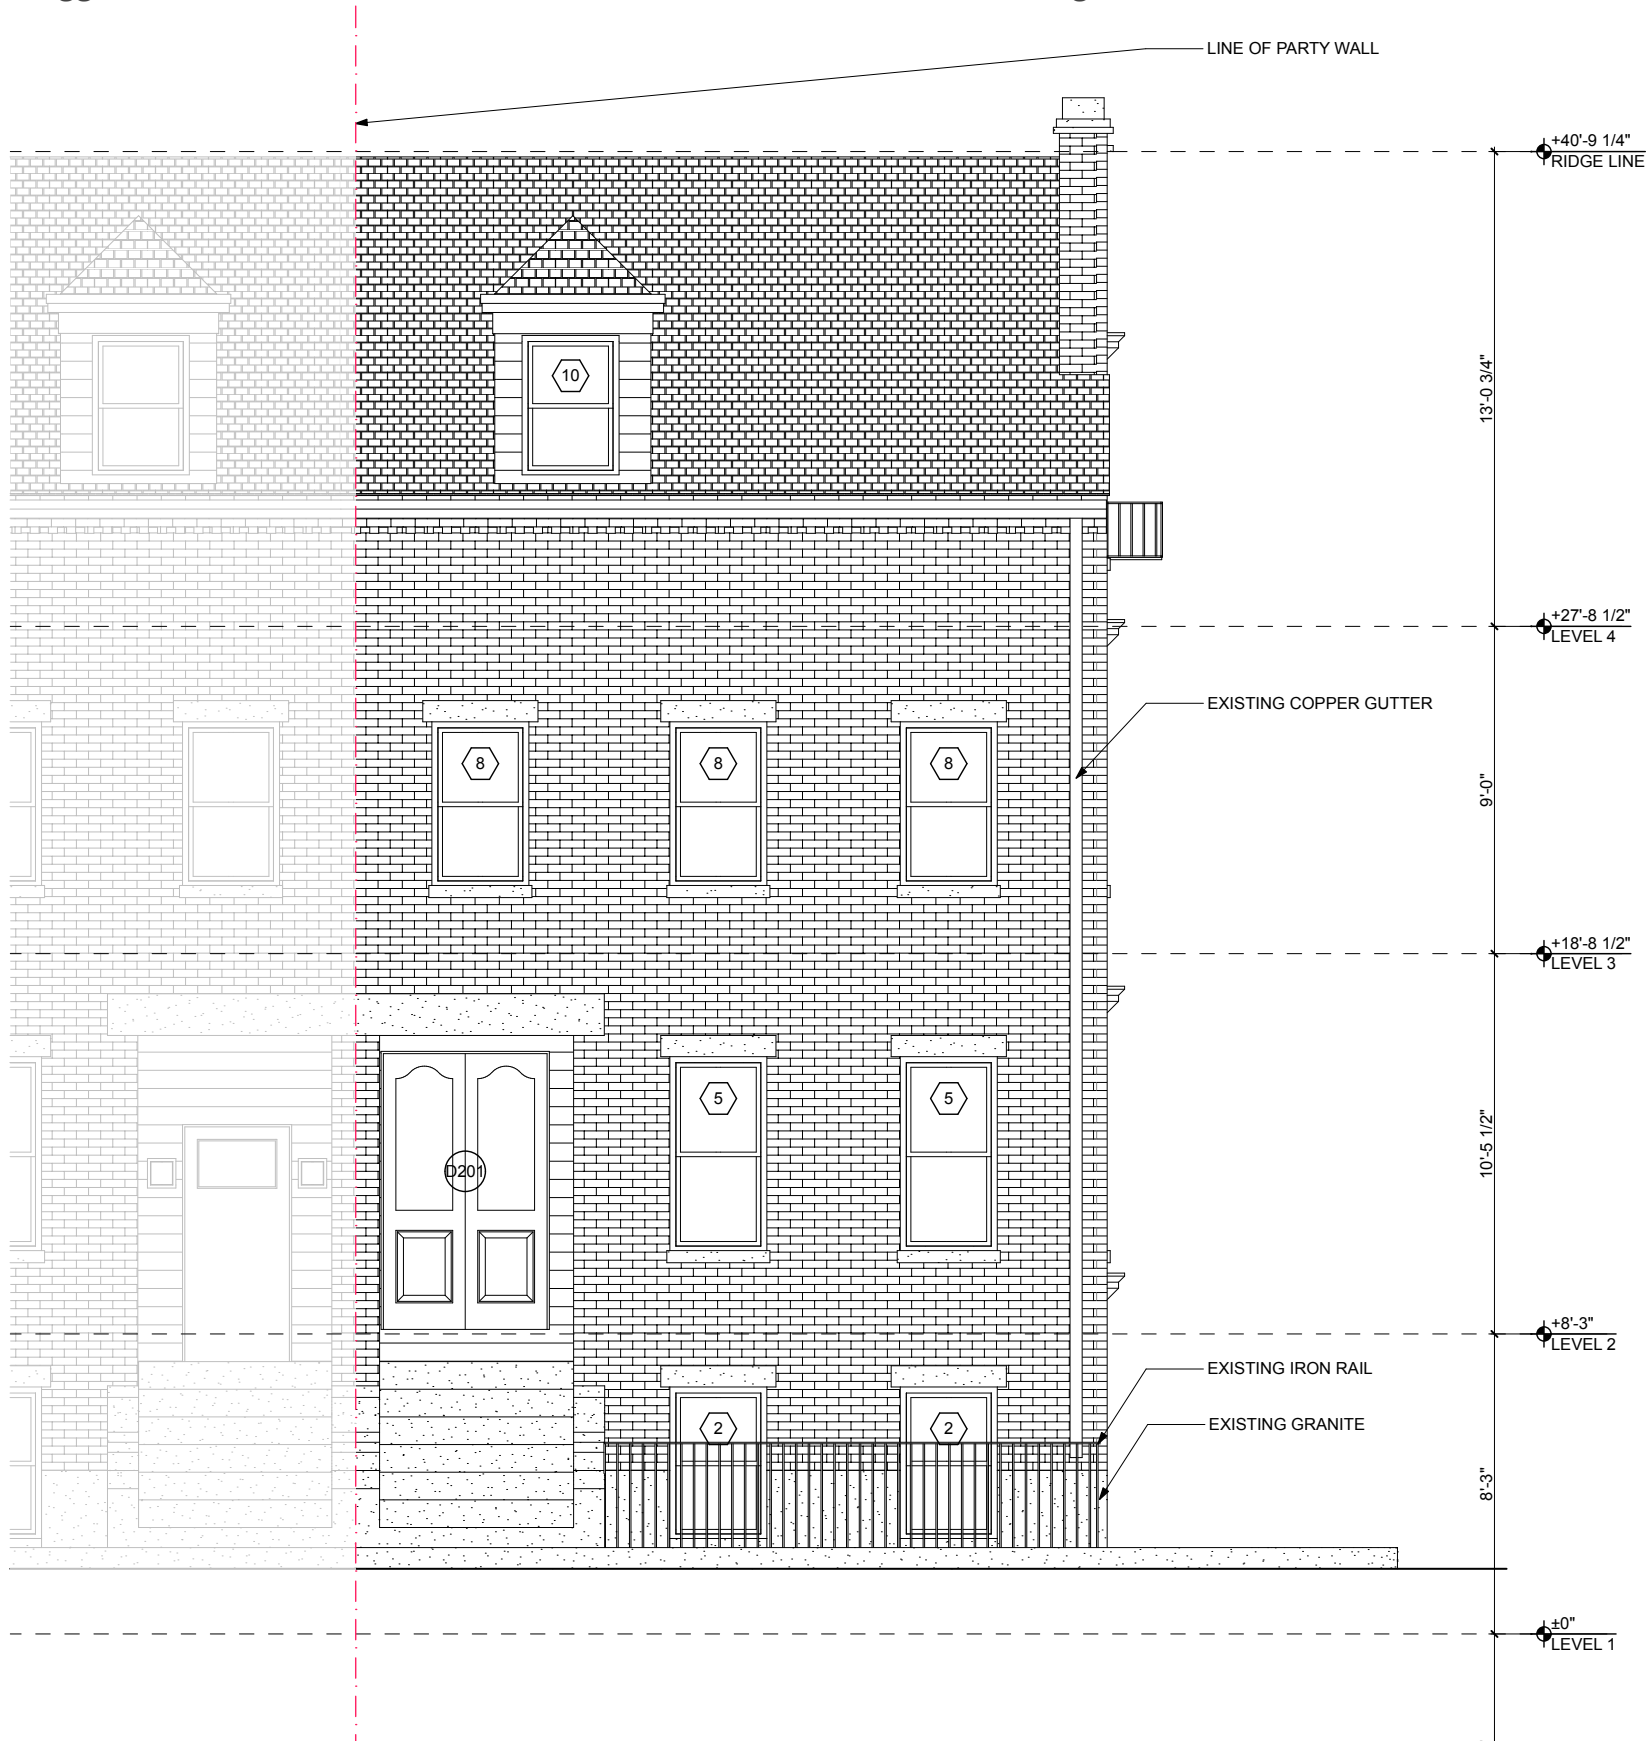 LINE OF PARTY WALL
+40'-9 1/4"
RIDGE LINE
10
13'-0 3/4"
+27'-8 1/2"
LEVEL 4
EXISTING COPPER GUTTER
8
8
8
9'-0"
+18'-8 1/2"
LEVEL 3
5
5
D201
10'-5 1/2"
+8'-3"
LEVEL 2
EXISTING IRON RAIL
EXISTING GRANITE
2
2
8'-3"
±0"
LEVEL 1